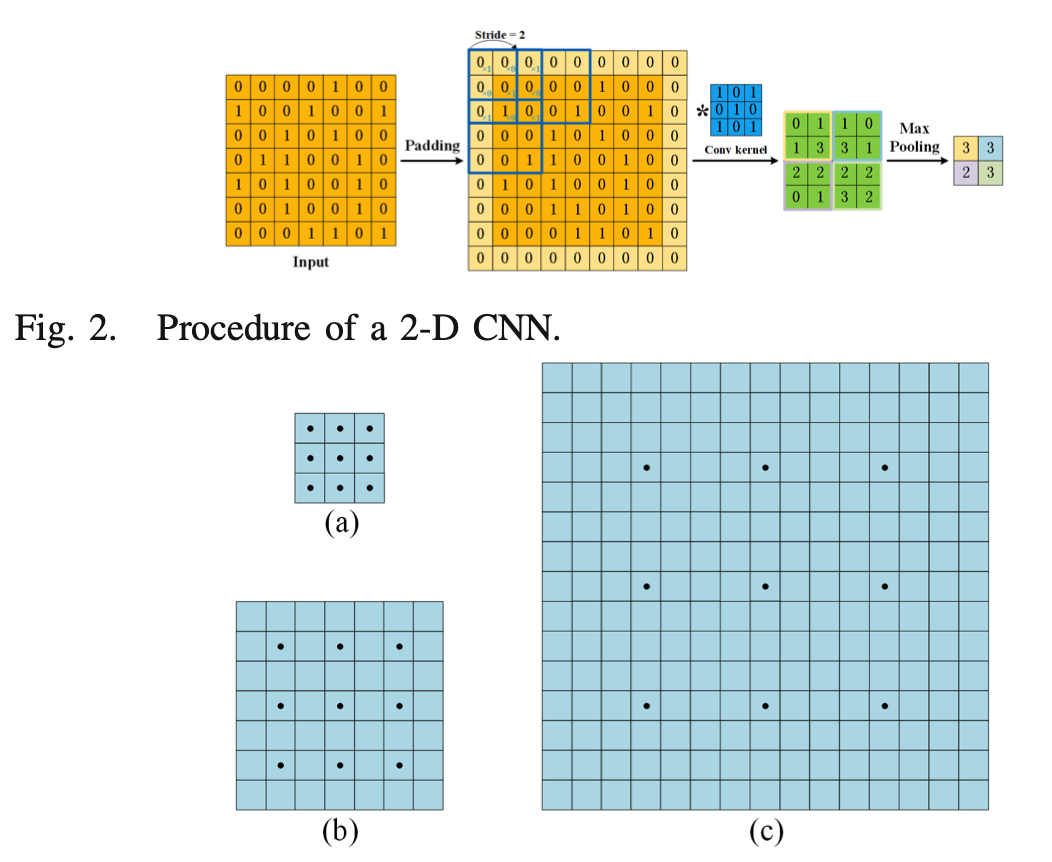 0 0 0 0 1 0 0
1 0 0 1 0 0 1
0 0 1 0 1 0 0
0 1 1 0 0 1 0
1 0 1 0 0 1 0
0 0 1 0 0 1 0
0 0 0 1 1 0 1
Input
Padding
Stride = 2
0 0 0 0 0 0 0 0 0
0 0 0 0 0 1 0 0 0
0 1 0 0 1 0 0 1 0
0 0 0 1 0 1 0 0 0
0 0 1 1 0 0 1 0 0
0 1 0 1 0 0 1 0 0
0 0 0 1 1 0 1 0 0
0 0 0 0 1 1 0 1 0
0 0 0 0 0 0 0 0 0
*
1 0 1
0 1 0
1 0 1
Conv kernel
0 1 1 0
1 3 3 1
2 2 2 2
0 1 3 2
Max
Pooling
3 3
2 3
Fig. 2. Procedure of a 2-D CNN.
(a)
(b)
(c)